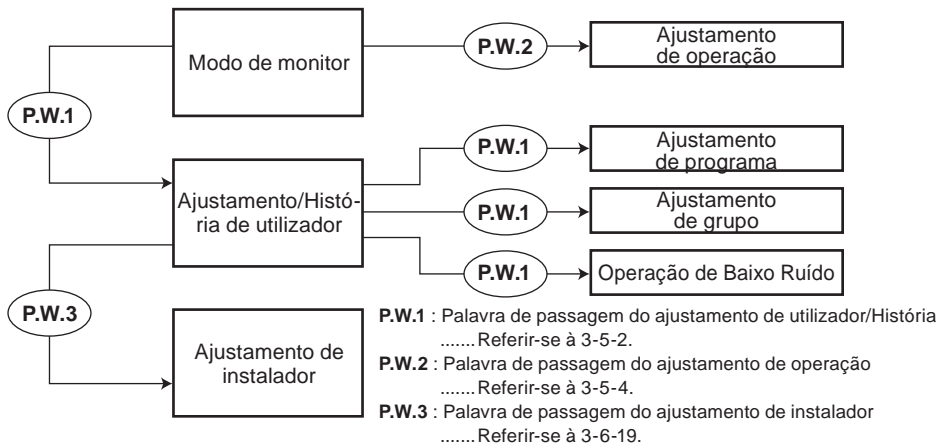 Modo de monitor
P.W.2
Ajustamento
de operação
P.W.1
Ajustamento/Histó-
ria de utilizador
P.W.1
Ajustamento
de programa
P.W.1
Ajustamento
de grupo
P.W.1
Operação de Baixo Ruído
P.W.3
Ajustamento de
instalador
P.W.1 : Palavra de passagem do ajustamento de utilizador/História
.......Referir-se à 3-5-2.
P.W.2 : Palavra de passagem do ajustamento de operação
.......Referir-se à 3-5-4.
P.W.3 : Palavra de passagem do ajustamento de instalador
.......Referir-se à 3-6-19.